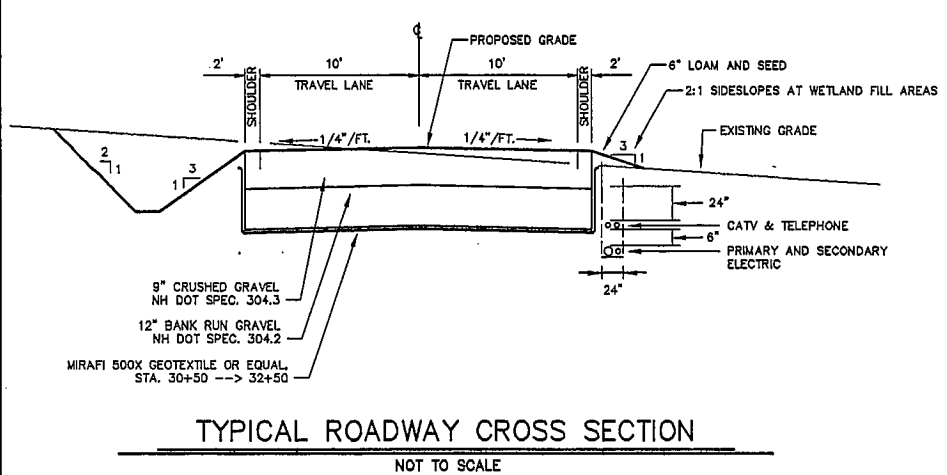 ℄
PROPOSED GRADE
2'
SHOULDER
10'
TRAVEL LANE
10'
TRAVEL LANE
SHOULDER
2'
6" LOAM AND SEED
2:1 SIDESLOPES AT WETLAND FILL AREAS
EXISTING GRADE
1/4"/FT.
1/4"/FT.
3
1
2
1
3
1
24"
CATV & TELEPHONE
6"
PRIMARY AND SECONDARY
ELECTRIC
24"
9" CRUSHED GRAVEL
NH DOT SPEC. 304.3
12" BANK RUN GRAVEL
NH DOT SPEC. 304.2
MIRAFI 500X GEOTEXTILE OR EQUAL,
STA. 30+50 --> 32+50
TYPICAL ROADWAY CROSS SECTION
NOT TO SCALE